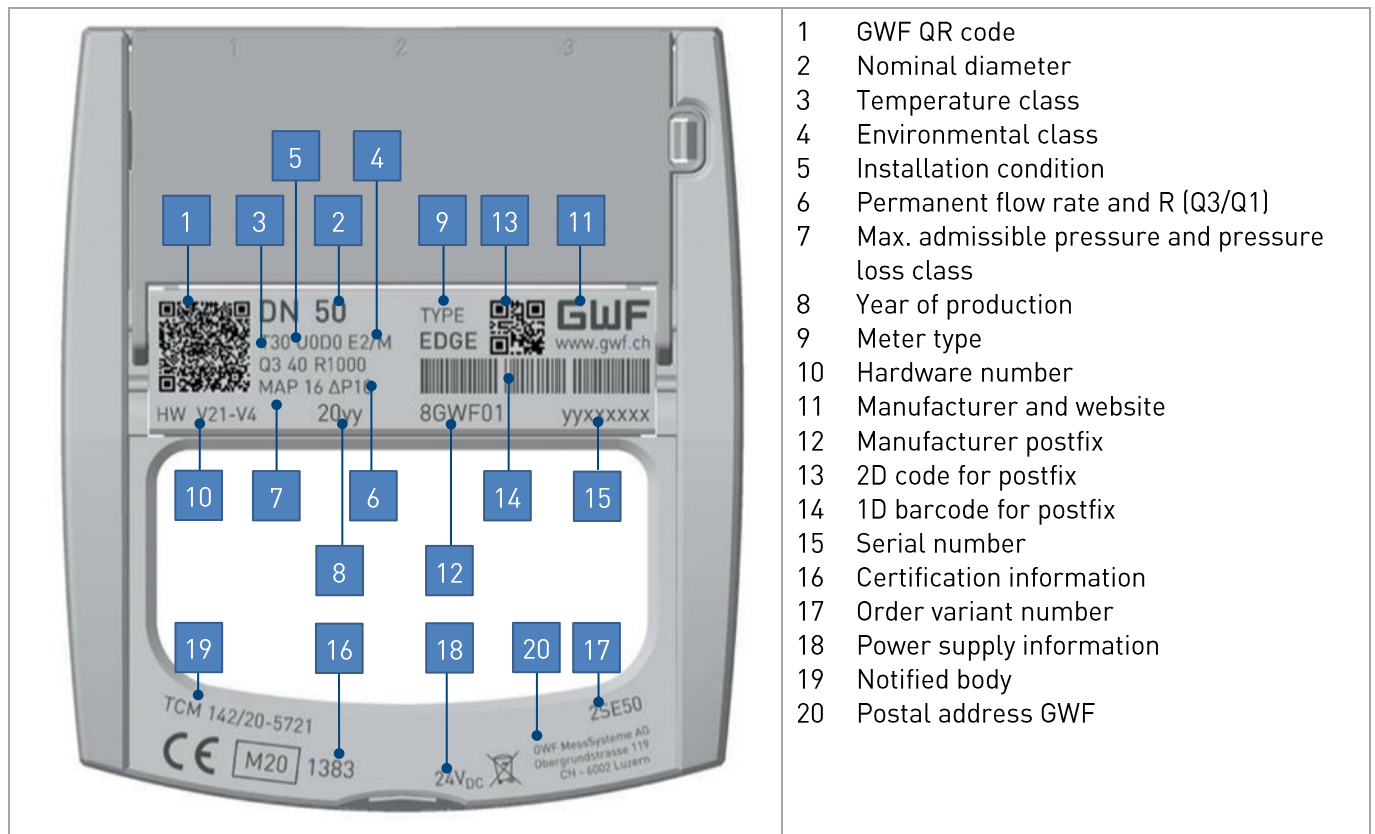 1 2 3
5 4
1 3 2 9 13 11
DN 50 TYPE GWF
T30 U0D0 E2/M EDGE www.gwf.ch
Q3 40 R1000
MAP 16 ΔP10
HW V21-V4 20yy 8GWF01 yyxxxxxx
10 7 6 14 15
8 12
19 16 18 20 17
TCM 142/20-5721 2SE50
CE M20 1383 24VDC
GWF MessSysteme AG
Obergrundstrasse 119
CH - 6002 Luzern
1 GWF QR code
2 Nominal diameter
3 Temperature class
4 Environmental class
5 Installation condition
6 Permanent flow rate and R (Q3/Q1)
7 Max. admissible pressure and pressure
loss class
8 Year of production
9 Meter type
10 Hardware number
11 Manufacturer and website
12 Manufacturer postfix
13 2D code for postfix
14 1D barcode for postfix
15 Serial number
16 Certification information
17 Order variant number
18 Power supply information
19 Notified body
20 Postal address GWF